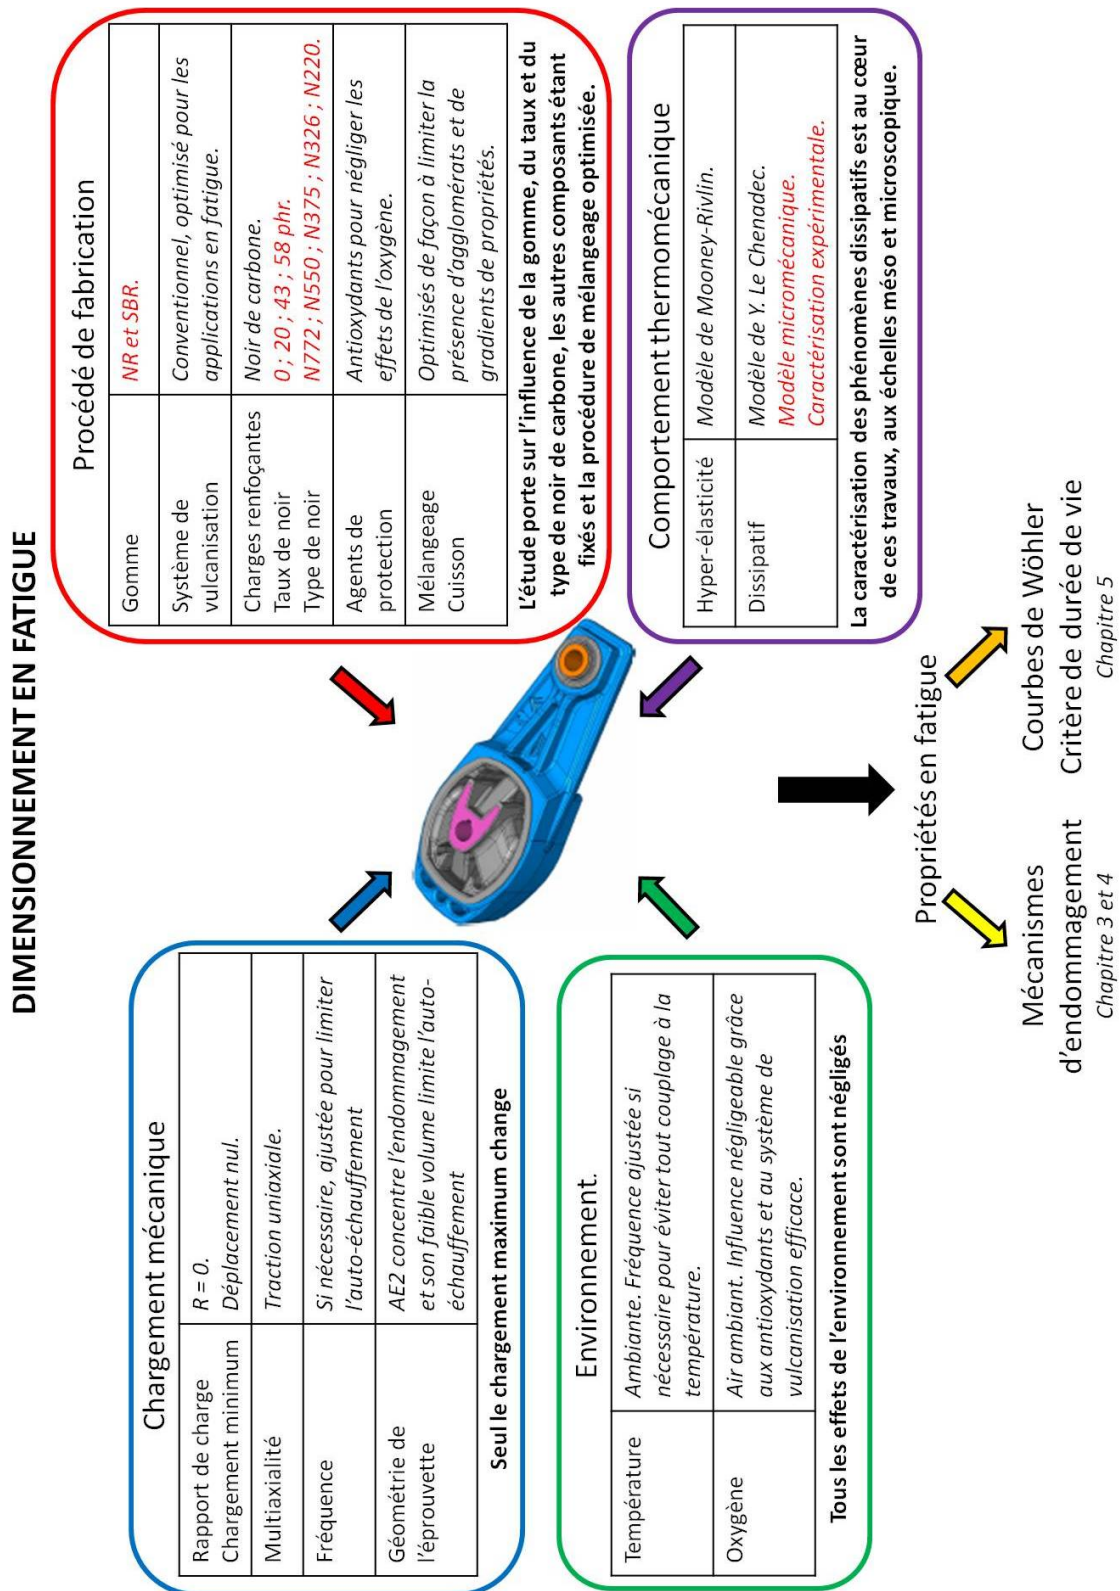 DIMENSIONNEMENT EN FATIGUE
Chargement mécanique
Rapport de charge
Chargement minimum
R = 0.
Déplacement nul.
Multiaxialité
Traction uniaxiale.
Fréquence
Si nécessaire, ajustée pour limiter
l'auto-échauffement
Géométrie de
l'éprouvette
AE2 concentre l'endommagement
et son faible volume limite l'auto-
échauffement
Seul le chargement maximum change
Procédé de fabrication
Gomme
NR et SBR.
Système de
vulcanisation
Conventionnel, optimisé pour les
applications en fatigue.
Charges renfoçantes
Taux de noir
Type de noir
Noir de carbone.
0 ; 20 ; 43 ; 58 phr.
N772 ; N550 ; N375 ; N326 ; N220.
Agents de
protection
Antioxydants pour négliger les
effets de l'oxygène.
Mélangeage
Cuisson
Optimisés de façon à limiter la
présence d'agglomérats et de
gradients de propriétés.
L'étude porte sur l'influence de la gomme, du taux et du
type de noir de carbone, les autres composants étant
fixés et la procédure de mélangeage optimisée.
Environnement.
Température
Ambiante. Fréquence ajustée si
nécessaire pour éviter tout couplage à la
température.
Oxygène
Air ambiant. Influence négligeable grâce
aux antioxydants et au système de
vulcanisation efficace.
Tous les effets de l'environnement sont négligés
Comportement thermomécanique
Hyper-élasticité
Modèle de Mooney-Rivlin.
Dissipatif
Modèle de Y. Le Chenadec.
Modèle micromécanique.
Caractérisation expérimentale.
La caractérisation des phénomènes dissipatifs est au cœur
de ces travaux, aux échelles méso et microscopique.
Propriétés en fatigue
Mécanismes
d'endommagement
Chapitre 3 et 4
Courbes de Wöhler
Critère de durée de vie
Chapitre 5